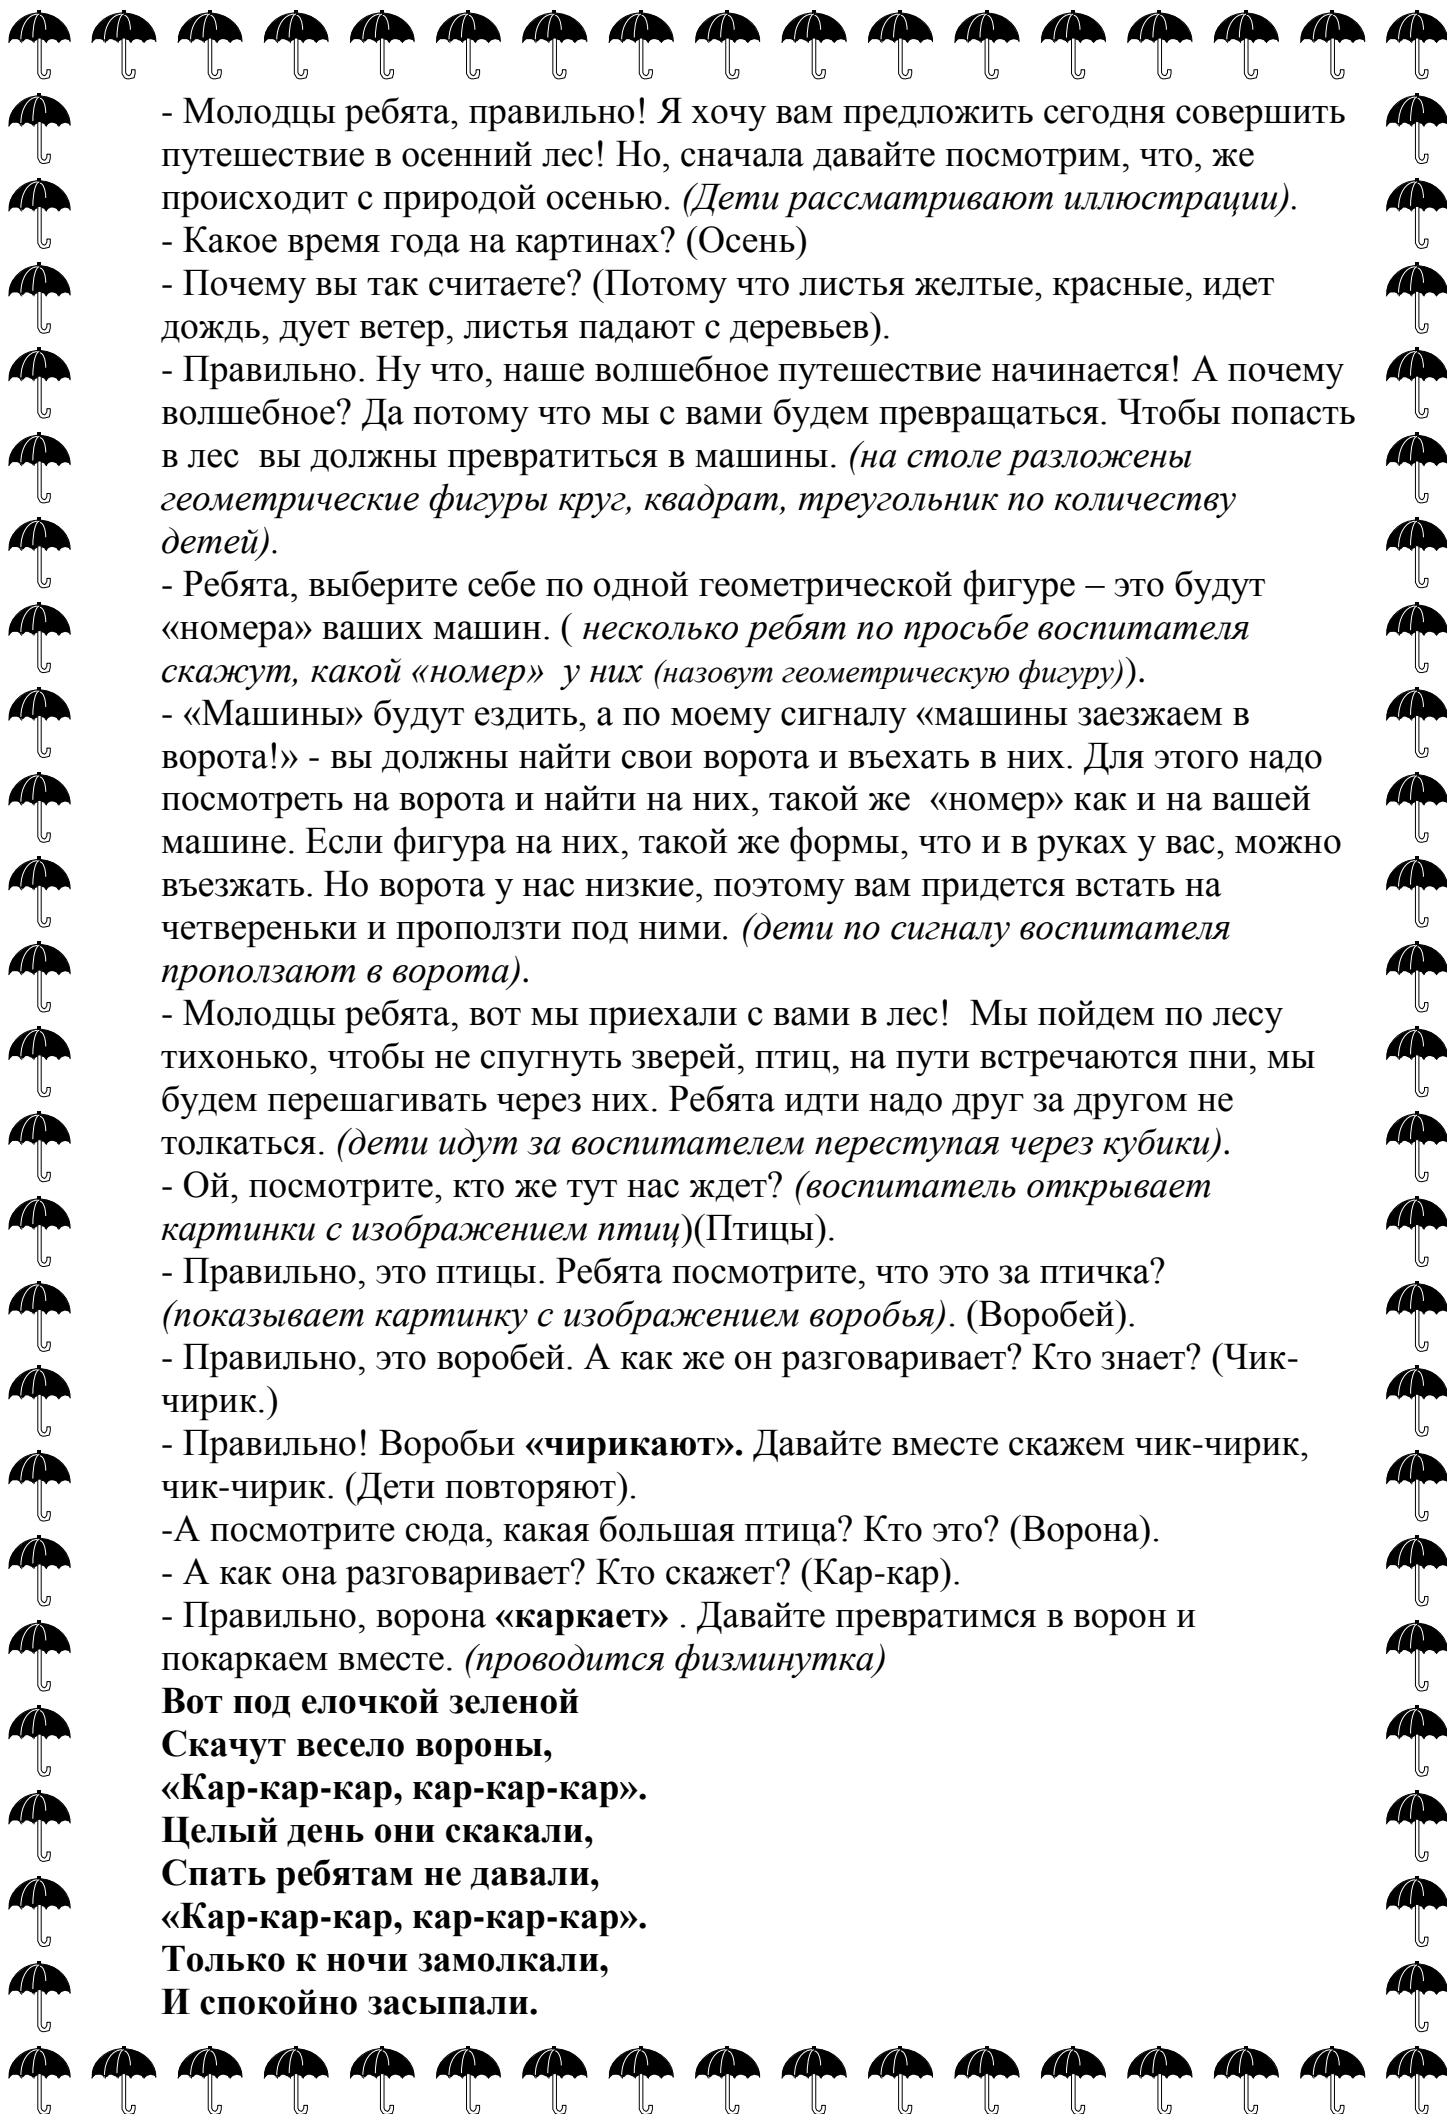 - Молодцы ребята, правильно! Я хочу вам предложить сегодня совершить
путешествие в осенний лес! Но, сначала давайте посмотрим, что, же
происходит с природой осенью. (Дети рассматривают иллюстрации).
- Какое время года на картинах? (Осень)
- Почему вы так считаете? (Потому что листья желтые, красные, идет
дождь, дует ветер, листья падают с деревьев).
- Правильно. Ну что, наше волшебное путешествие начинается! А почему
волшебное? Да потому что мы с вами будем превращаться. Чтобы попасть
в лес  вы должны превратиться в машины. (на столе разложены
геометрические фигуры круг, квадрат, треугольник по количеству
детей).
- Ребята, выберите себе по одной геометрической фигуре – это будут
«номера» ваших машин. ( несколько ребят по просьбе воспитателя
скажут, какой «номер»  у них (назовут геометрическую фигуру)).
- «Машины» будут ездить, а по моему сигналу «машины заезжаем в
ворота!» - вы должны найти свои ворота и въехать в них. Для этого надо
посмотреть на ворота и найти на них, такой же  «номер» как и на вашей
машине. Если фигура на них, такой же формы, что и в руках у вас, можно
въезжать. Но ворота у нас низкие, поэтому вам придется встать на
четвереньки и проползти под ними. (дети по сигналу воспитателя
проползают в ворота).
- Молодцы ребята, вот мы приехали с вами в лес!  Мы пойдем по лесу
тихонько, чтобы не спугнуть зверей, птиц, на пути встречаются пни, мы
будем перешагивать через них. Ребята идти надо друг за другом не
толкаться. (дети идут за воспитателем переступая через кубики).
- Ой, посмотрите, кто же тут нас ждет? (воспитатель открывает
картинки с изображением птиц)(Птицы).
- Правильно, это птицы. Ребята посмотрите, что это за птичка?
(показывает картинку с изображением воробья). (Воробей).
- Правильно, это воробей. А как же он разговаривает? Кто знает? (Чик-
чирик.)
- Правильно! Воробьи «чирикают». Давайте вместе скажем чик-чирик,
чик-чирик. (Дети повторяют).
-А посмотрите сюда, какая большая птица? Кто это? (Ворона).
- А как она разговаривает? Кто скажет? (Кар-кар).
- Правильно, ворона «каркает» . Давайте превратимся в ворон и
покаркаем вместе. (проводится физминутка)
Вот под елочкой зеленой
Скачут весело вороны,
«Кар-кар-кар, кар-кар-кар».
Целый день они скакали,
Спать ребятам не давали,
«Кар-кар-кар, кар-кар-кар».
Только к ночи замолкали,
И спокойно засыпали.